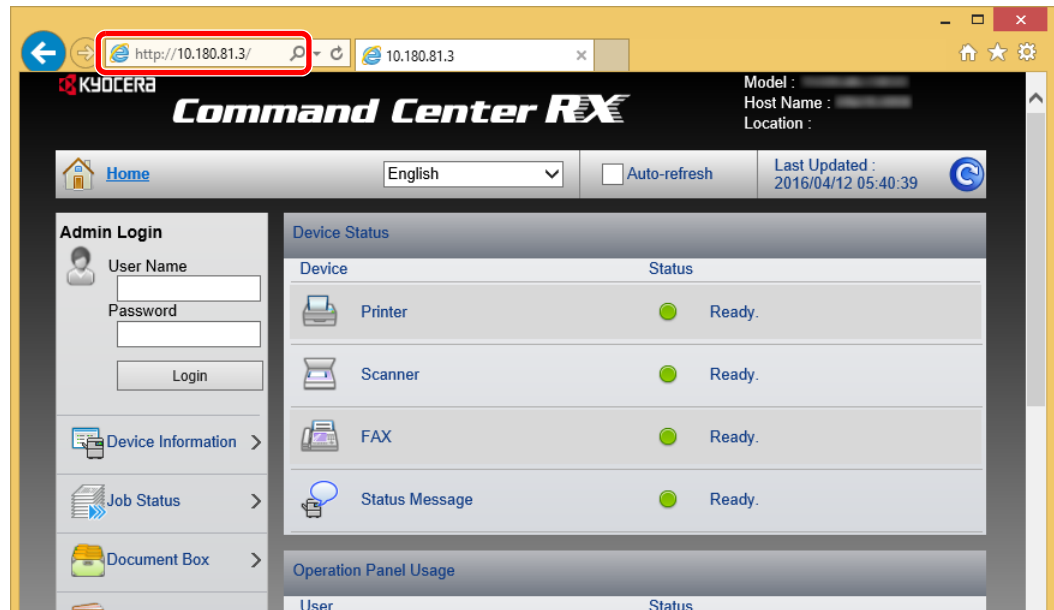 http://10.180.81.3/
10.180.81.3
KYOCERA
Command Center RX
Model :
Host Name :
Location :
Home
English
Auto-refresh
Last Updated :
2016/04/12 05:40:39
Admin Login
User Name
Password
Login
Device Information
Job Status
Document Box
Device Status
Device Status
Printer Ready.
Scanner Ready.
FAX Ready.
Status Message Ready.
Operation Panel Usage
User Status